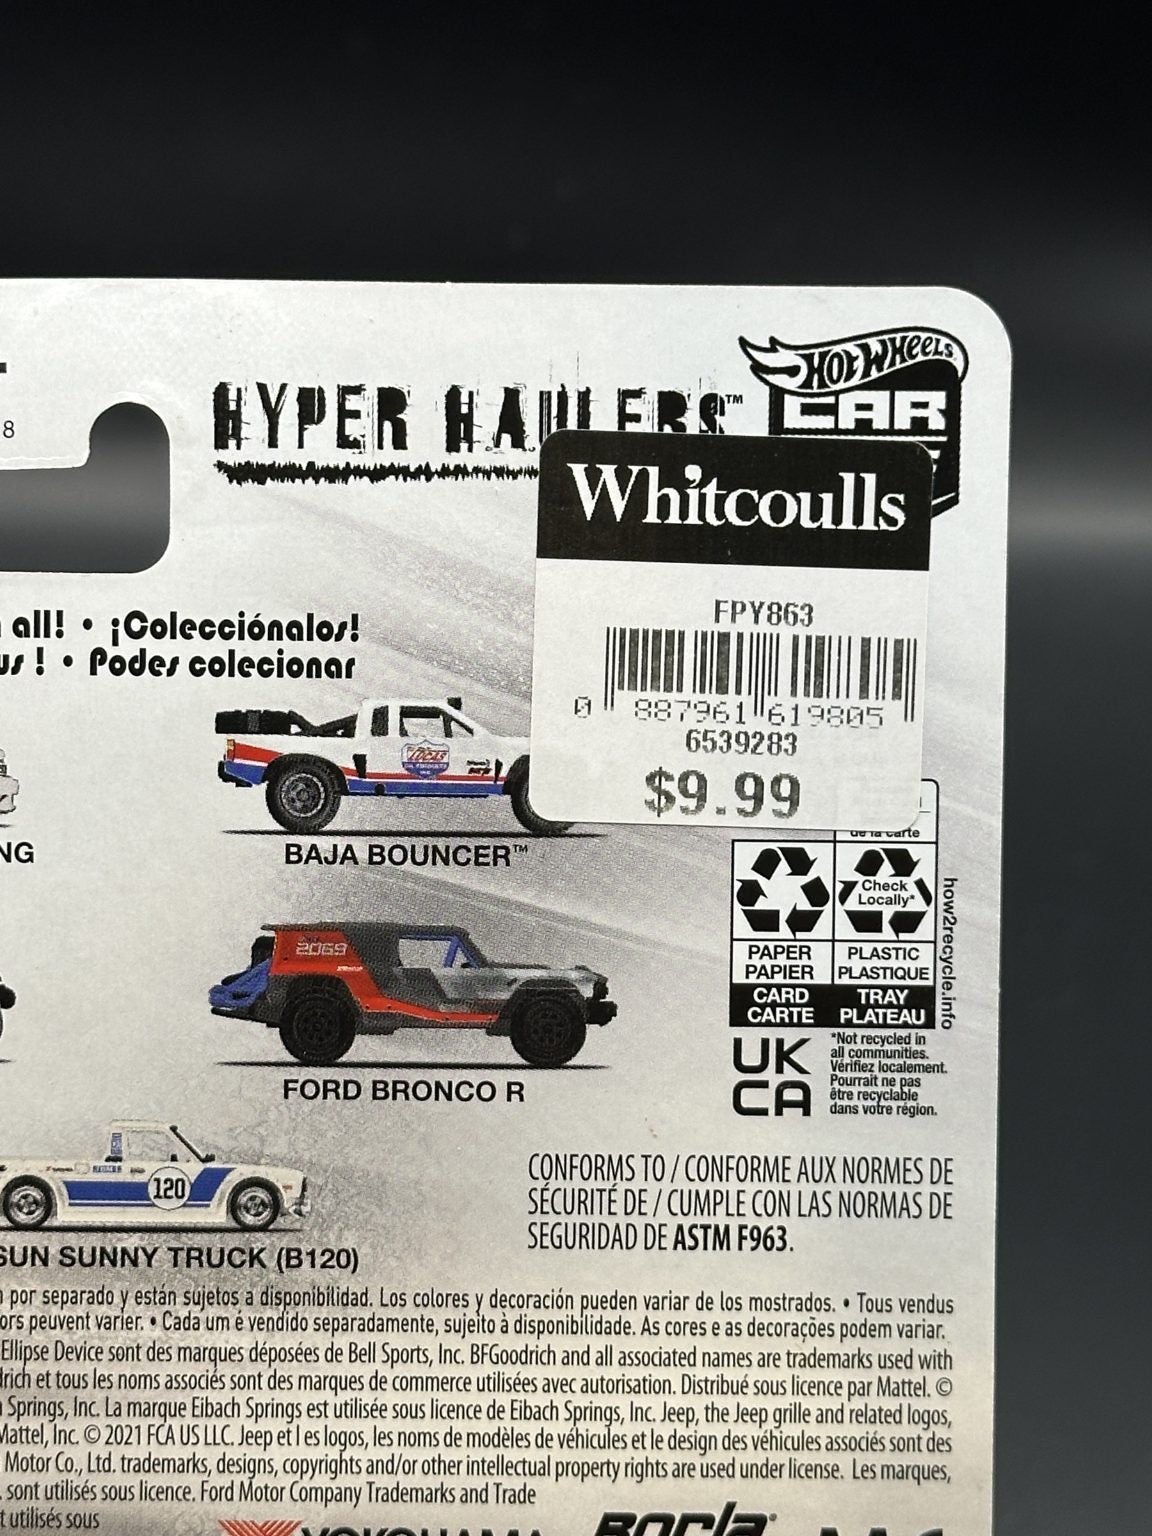 8
HYPER HAULERS™
Hot Wheels
CAR
Whitcoulls
FPY863
0 887961 619805
6539283
$9.99
all! • ¡Colecciónalos!
! • Podes colecionar
LUCAS
BAJA BOUNCER™
NG
de la carte
Check
Locally*
PAPER
PAPIER
PLASTIC
PLASTIQUE
CARD
CARTE
TRAY
PLATEAU
how2recycle.info
2069
FORD BRONCO R
UK
CA
*Not recycled in
all communities.
Vérifiez localement.
Pourrait ne pas
être recyclable
dans votre région.
120
SUN SUNNY TRUCK (B120)
CONFORMS TO / CONFORME AUX NORMES DE
SÉCURITÉ DE / CUMPLE CON LAS NORMAS DE
SEGURIDAD DE ASTM F963.
por separado y están sujetos a disponibilidad. Los colores y decoración pueden variar de los mostrados. • Tous vendus
ors peuvent varier. • Cada um é vendido separadamente, sujeito à disponibilidade. As cores e as decorações podem variar.
Ellipse Device sont des marques déposées de Bell Sports, Inc. BFGoodrich and all associated names are trademarks used with
drich et tous les noms associés sont des marques de commerce utilisées avec autorisation. Distribué sous licence par Mattel. ©
Springs, Inc. La marque Eibach Springs est utilisée sous licence de Eibach Springs, Inc. Jeep, the Jeep grille and related logos,
Mattel, Inc. © 2021 FCA US LLC. Jeep et l es logos, les noms de modèles de véhicules et le design des véhicules associés sont des
Motor Co., Ltd. trademarks, designs, copyrights and/or other intellectual property rights are used under license. Les marques,
. sont utilisés sous licence. Ford Motor Company Trademarks and Trade
t utilisés sous
YOKOHAMA
Borla®